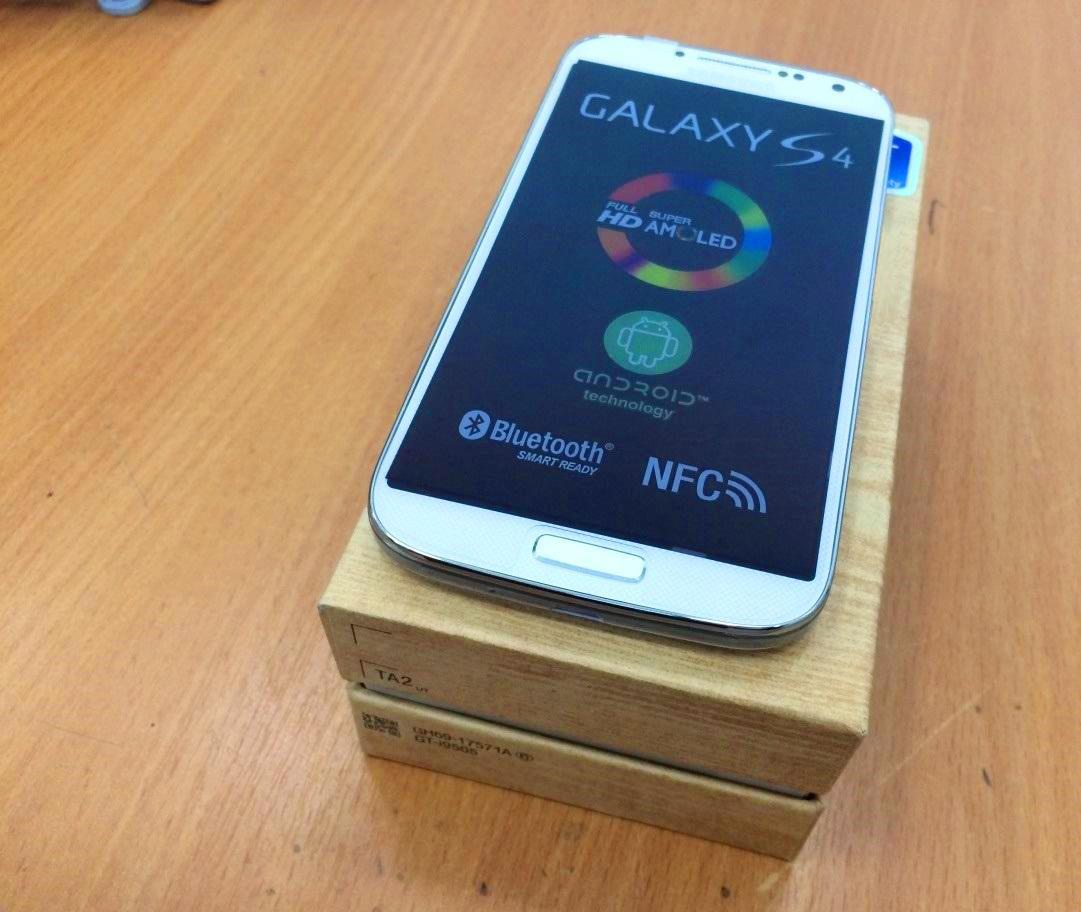 GALAXY S4
FULL HD SUPER AMOLED
ANDROID™
technology
Bluetooth®
SMART READY
NFC
TA2
GH69-17571A
GT-I9505